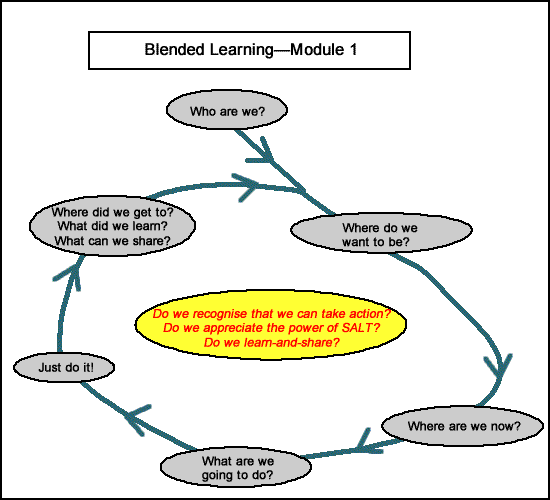 Blended Learning—Module 1
Who are we?
Where did we get to?
What did we learn?
What can we share?
Where do we
want to be?
Do we recognise that we can take action?
Do we appreciate the power of SALT?
Do we learn-and-share?
Just do it!
Where are we now?
What are we
going to do?